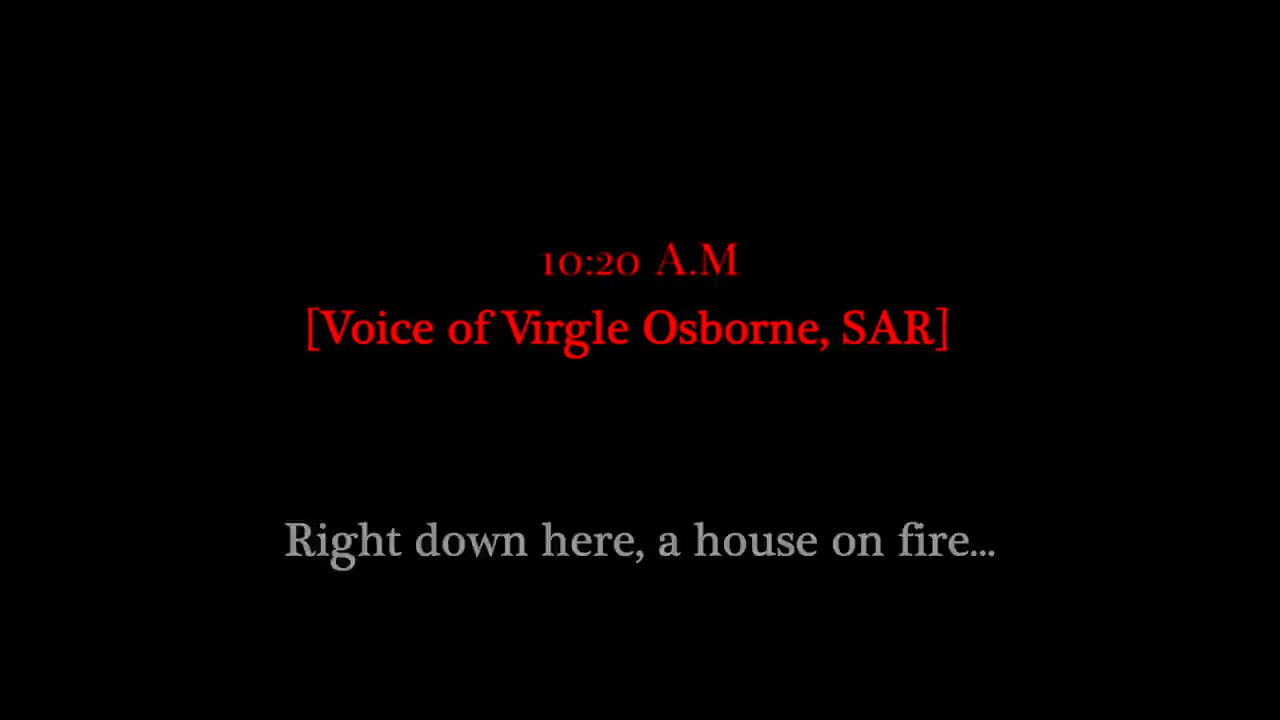 10:20 A.M
[Voice of Virgle Osborne, SAR]
Right down here, a house on fire...